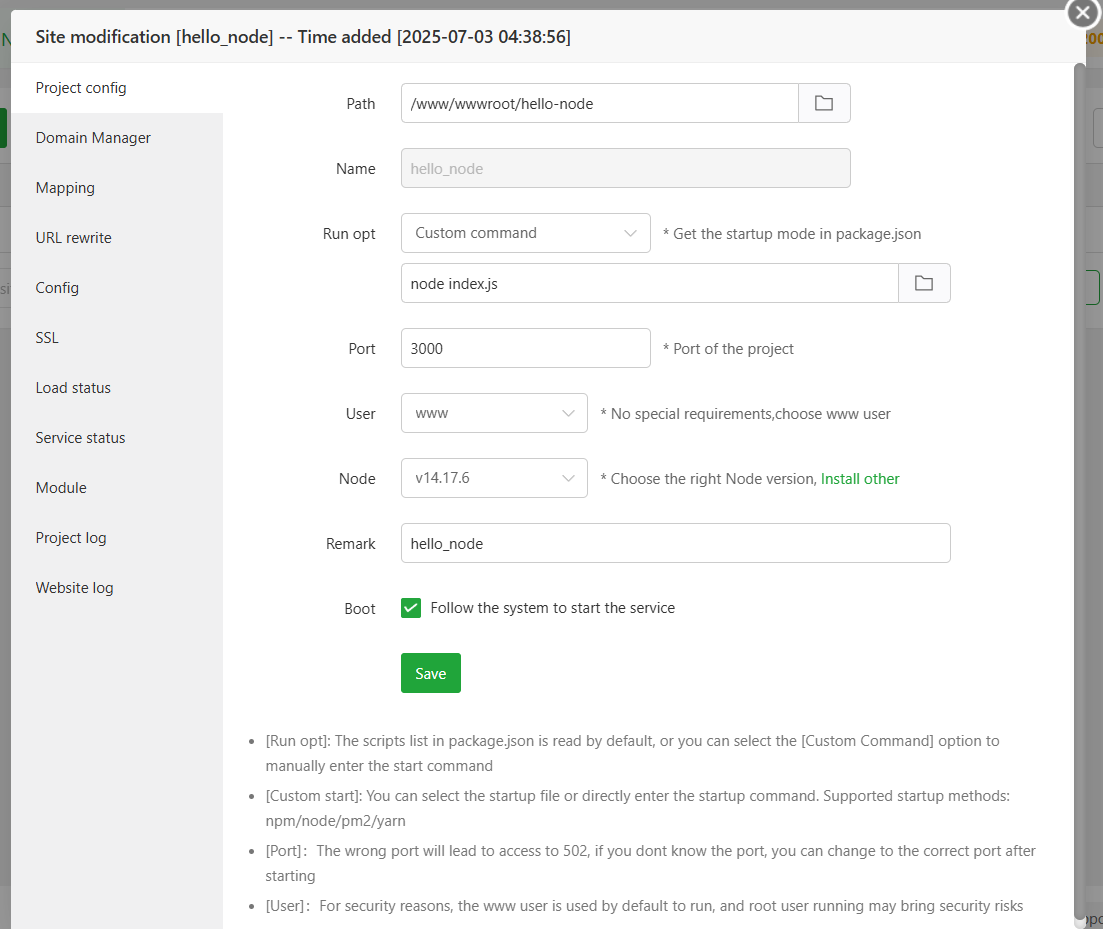 Site modification [hello_node] -- Time added [2025-07-03 04:38:56]
Project config
Domain Manager
Mapping
URL rewrite
Config
SSL
Load status
Service status
Module
Project log
Website log
Path /www/wwwroot/hello-node
Name hello_node
Run opt Custom command * Get the startup mode in package.json
node index.js
Port 3000 * Port of the project
User www * No special requirements,choose www user
Node v14.17.6 * Choose the right Node version, Install other
Remark hello_node
Boot Follow the system to start the service
Save
• [Run opt]: The scripts list in package.json is read by default, or you can select the [Custom Command] option to
manually enter the start command
• [Custom start]: You can select the startup file or directly enter the startup command. Supported startup methods:
npm/node/pm2/yarn
• [Port]：The wrong port will lead to access to 502, if you dont know the port, you can change to the correct port after
starting
• [User]：For security reasons, the www user is used by default to run, and root user running may bring security risks